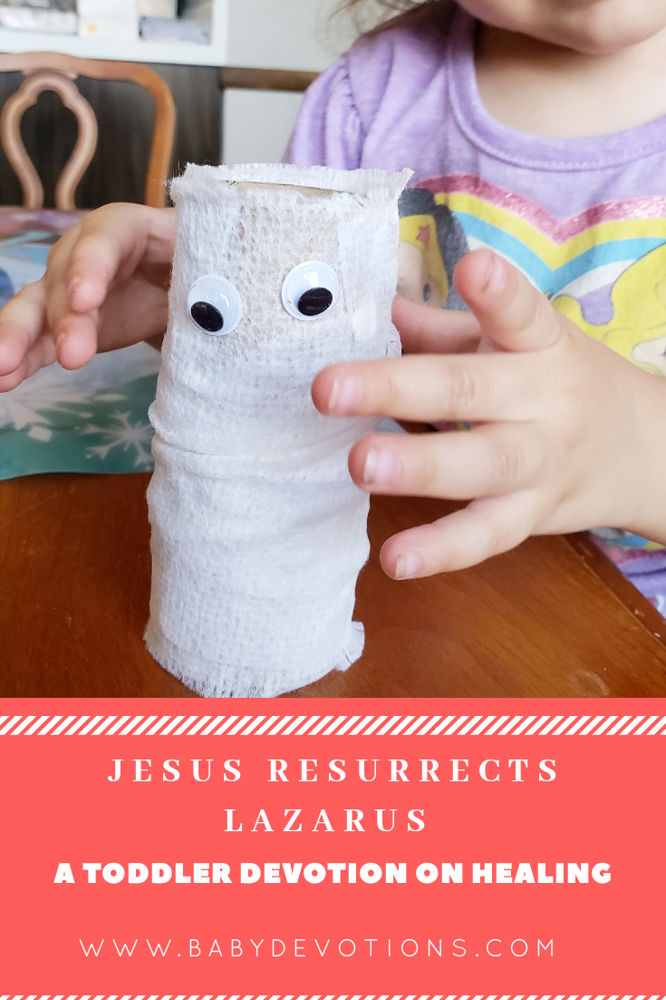 JESUS RESURRECTS
LAZARUS
A TODDLER DEVOTION ON HEALING
WWW.BABYDEVOTIONS.COM